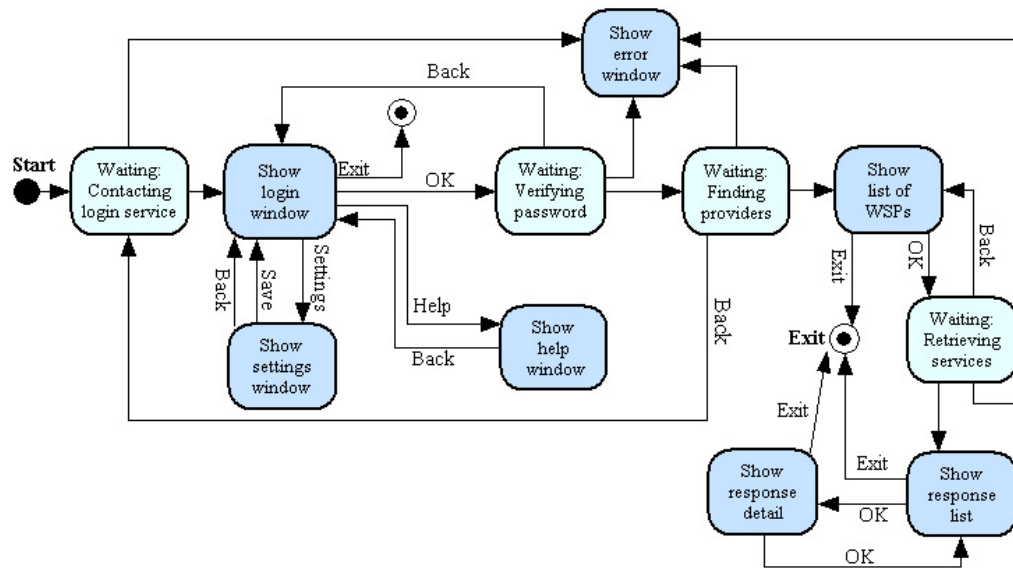 Show
error
window
Back
Start
Waiting:
Contacting
login service
Show
login
window
Exit
OK
Waiting:
Verifying
password
Waiting:
Finding
providers
Show
list of
WSPs
Back
Save
Settings
Help
Back
Show
settings
window
Show
help
window
Back
Exit
OK
Back
Exit
Waiting:
Retrieving
services
Exit
Exit
Show
response
detail
OK
Show
response
list
OK